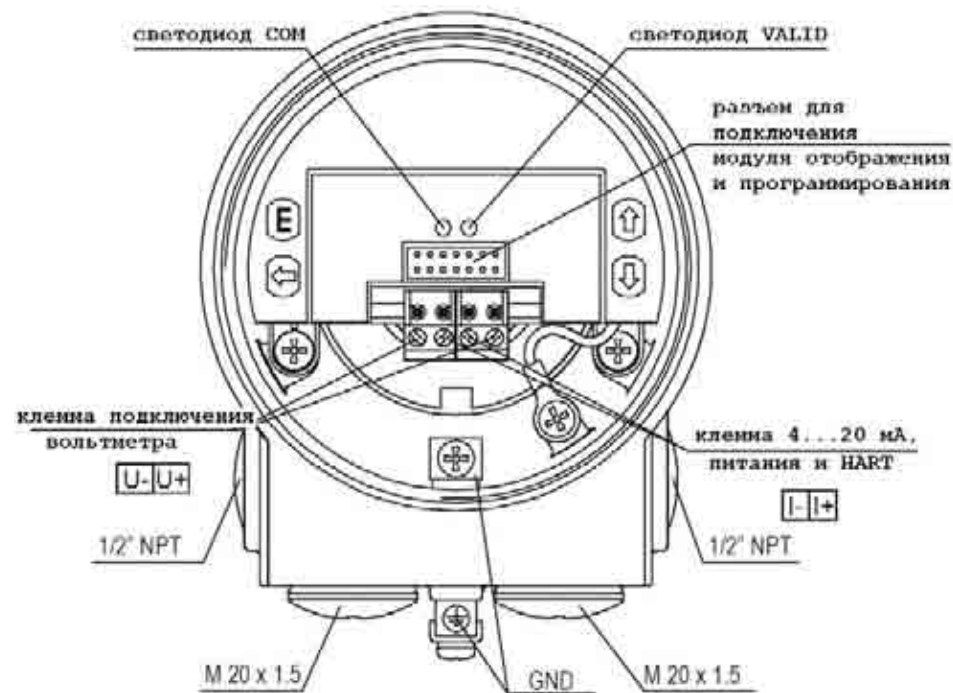 светодиод COM
светодиод VALID
разъем для
подключения
модуля отображения
и программирования
E
клемма подключения
вольтметра
U- U+
клемма 4...20 мА,
питания и HART
I- I+
1/2" NPT
1/2" NPT
M 20 x 1.5
GND
M 20 x 1.5